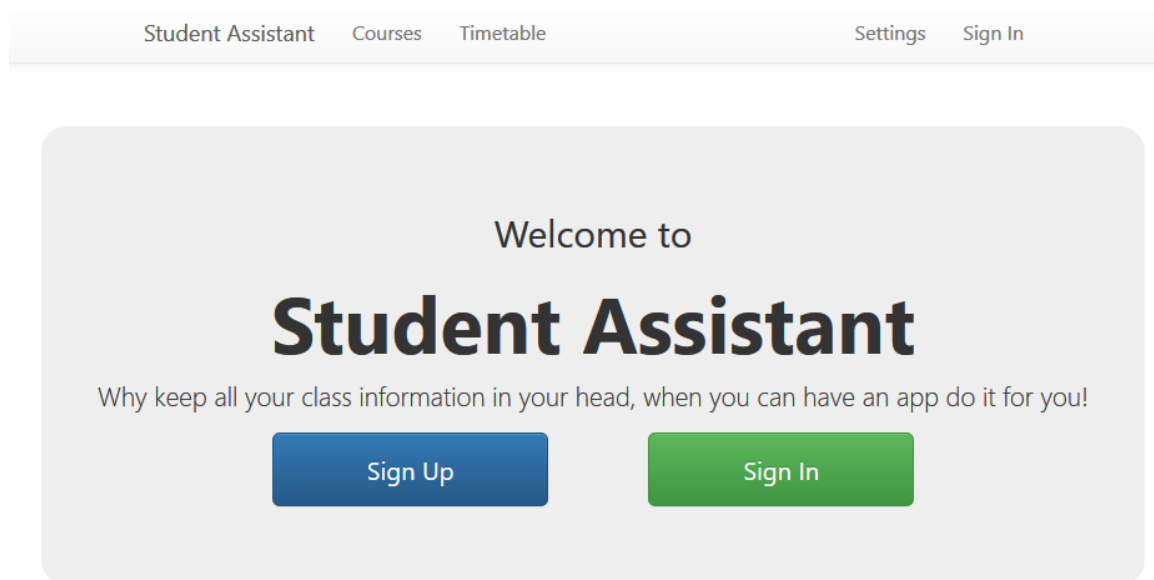 Student Assistant Courses Timetable Settings Sign In
Welcome to
Student Assistant
Why keep all your class information in your head, when you can have an app do it for you!
Sign Up Sign In